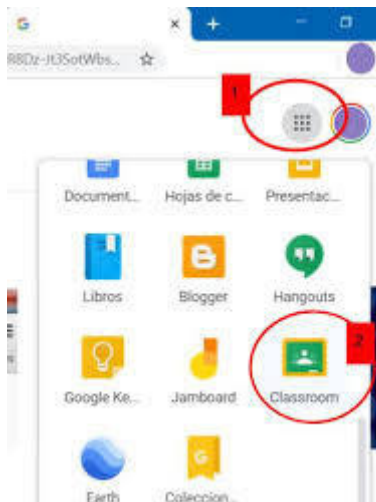 R8Dz-Jt3SotWbs...
1
Document... Hojas de c... Presentac...
Libros Blogger Hangouts
2
Google Ke... Jamboard Classroom
Earth Coleccion...